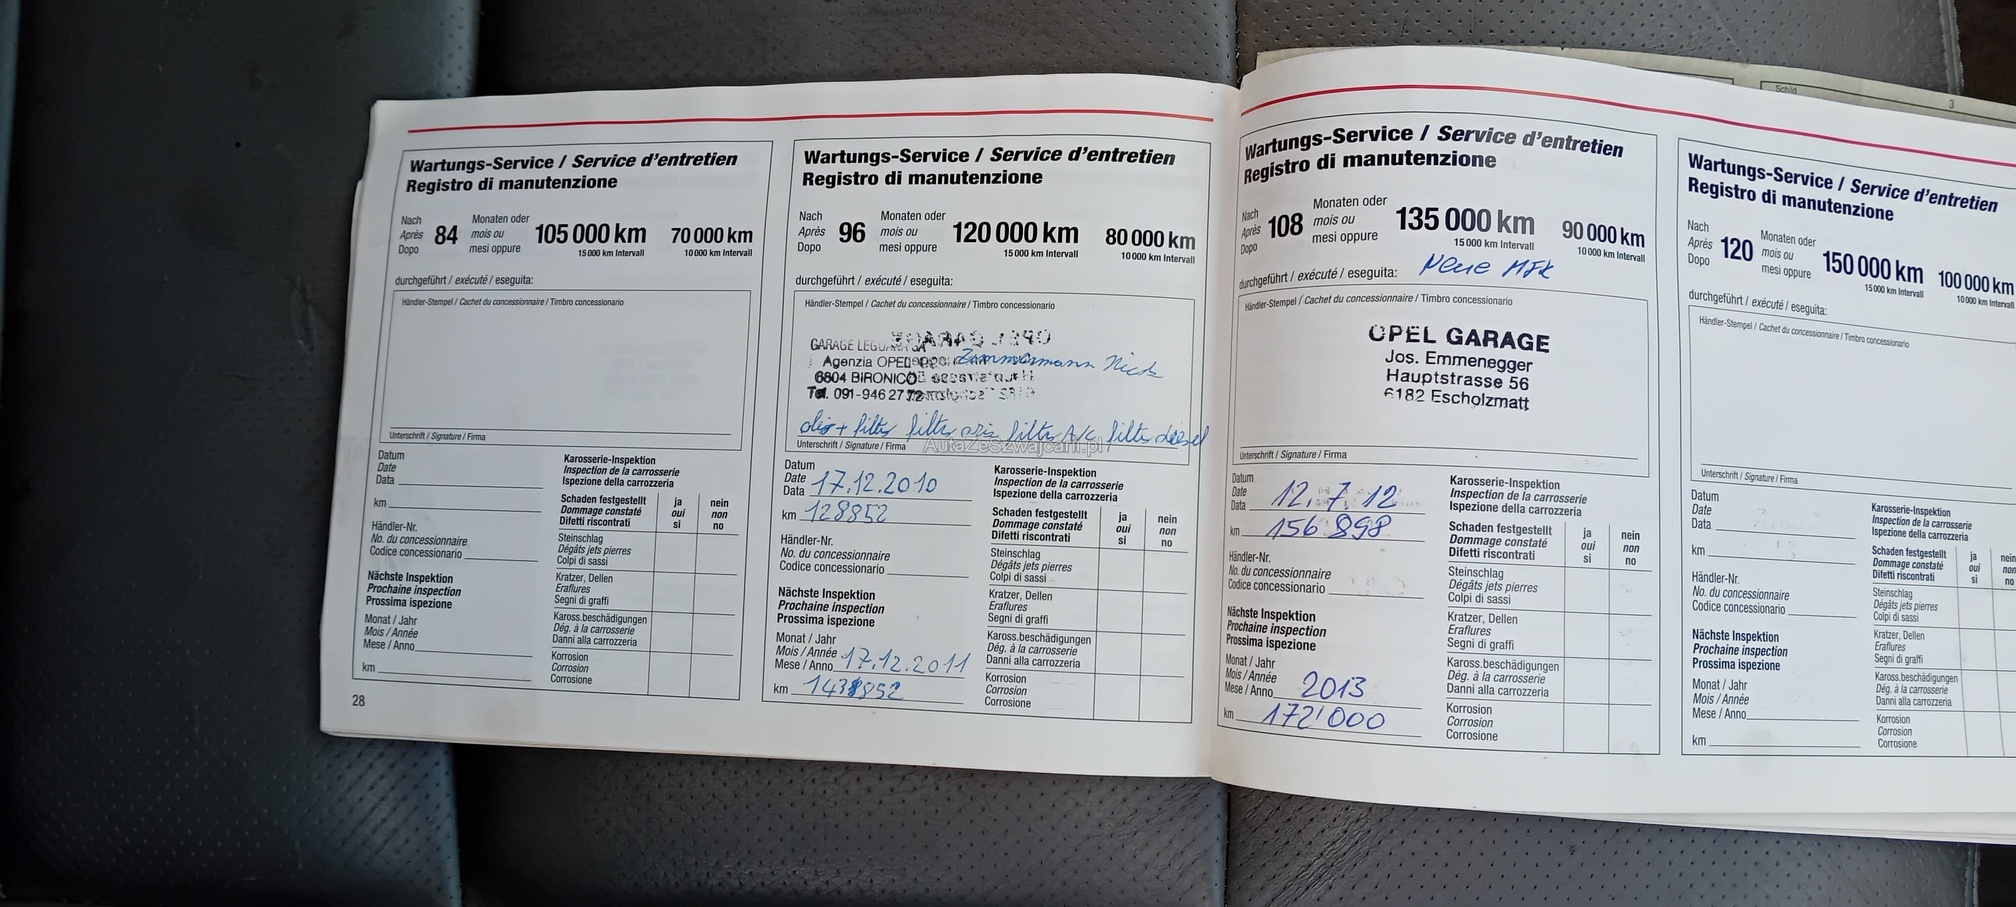 Schild
3
Wartungs-Service / Service d'entretien
Registro di manutenzione
Nach
Après
Dopo
84
Monaten oder
mois ou
mesi oppure
105 000 km
15 000 km Intervall
70 000 km
10 000 km Intervall
durchgeführt / exécuté / eseguita:
Händler-Stempel / Cachet du concessionnaire / Timbro concessionario
Unterschrift / Signature / Firma
Datum
Date
Data
km
Händler-Nr.
No. du concessionnaire
Codice concessionario
Nächste Inspektion
Prochaine inspection
Prossima ispezione
Monat / Jahr
Mois / Année
Mese / Anno
km
Karosserie-Inspektion
Inspection de la carrosserie
Ispezione della carrozzeria
Schaden festgestellt ja nein
Dommage constaté oui non
Difetti riscontrati si no
Steinschlag
Dégâts jets pierres
Colpi di sassi
Kratzer, Dellen
Eraflures
Segni di graffi
Kaross.beschädigungen
Dég. à la carrosserie
Danni alla carrozzeria
Korrosion
Corrosion
Corrosione
28
Wartungs-Service / Service d'entretien
Registro di manutenzione
Nach
Après
Dopo
96
Monaten oder
mois ou
mesi oppure
120 000 km
15 000 km Intervall
80 000 km
10 000 km Intervall
durchgeführt / exécuté / eseguita:
Händler-Stempel / Cachet du concessionnaire / Timbro concessionario
GARAGE
Agenzia OPEL
Zimmermann Nick
6804 BIRONICO
Tel. 091-946 27 72
olio + filtro filtro aria filtro A/C filtro diesel
Unterschrift / Signature / Firma
AutaZeSzwajcarii.pl
Datum
Date
Data 17.12.2010
km 128852
Händler-Nr.
No. du concessionnaire
Codice concessionario
Nächste Inspektion
Prochaine inspection
Prossima ispezione
Monat / Jahr
Mois / Année
Mese / Anno 17.12.2011
km 143852
Karosserie-Inspektion
Inspection de la carrosserie
Ispezione della carrozzeria
Schaden festgestellt ja nein
Dommage constaté oui non
Difetti riscontrati si no
Steinschlag
Dégâts jets pierres
Colpi di sassi
Kratzer, Dellen
Eraflures
Segni di graffi
Kaross.beschädigungen
Dég. à la carrosserie
Danni alla carrozzeria
Korrosion
Corrosion
Corrosione
Wartungs-Service / Service d'entretien
Registro di manutenzione
Nach
Après
Dopo
108
Monaten oder
mois ou
mesi oppure
135 000 km
15 000 km Intervall
90 000 km
10 000 km Intervall
durchgeführt / exécuté / eseguita: Neue MFK
Händler-Stempel / Cachet du concessionnaire / Timbro concessionario
OPEL GARAGE
Jos. Emmenegger
Hauptstrasse 56
6182 Escholzmatt
Unterschrift / Signature / Firma
Datum
Date
Data 12.7.12
km 156 898
Händler-Nr.
No. du concessionnaire
Codice concessionario
Nächste Inspektion
Prochaine inspection
Prossima ispezione
Monat / Jahr
Mois / Année
Mese / Anno 2013
km 172'000
Karosserie-Inspektion
Inspection de la carrosserie
Ispezione della carrozzeria
Schaden festgestellt ja nein
Dommage constaté oui non
Difetti riscontrati si no
Steinschlag
Dégâts jets pierres
Colpi di sassi
Kratzer, Dellen
Eraflures
Segni di graffi
Kaross.beschädigungen
Dég. à la carrosserie
Danni alla carrozzeria
Korrosion
Corrosion
Corrosione
Wartungs-Service / Service d'entretien
Registro di manutenzione
Nach
Après
Dopo
120
Monaten oder
mois ou
mesi oppure
150 000 km
15 000 km Intervall
100 000 km
10 000 km Intervall
durchgeführt / exécuté / eseguita:
Händler-Stempel / Cachet du concessionnaire / Timbro concessionario
Unterschrift / Signature / Firma
Datum
Date
Data
km
Händler-Nr.
No. du concessionnaire
Codice concessionario
Nächste Inspektion
Prochaine inspection
Prossima ispezione
Monat / Jahr
Mois / Année
Mese / Anno
km
Karosserie-Inspektion
Inspection de la carrosserie
Ispezione della carrozzeria
Schaden festgestellt ja nein
Dommage constaté oui non
Difetti riscontrati si no
Steinschlag
Dégâts jets pierres
Colpi di sassi
Kratzer, Dellen
Eraflures
Segni di graffi
Kaross.beschädigungen
Dég. à la carrosserie
Danni alla carrozzeria
Korrosion
Corrosion
Corrosione